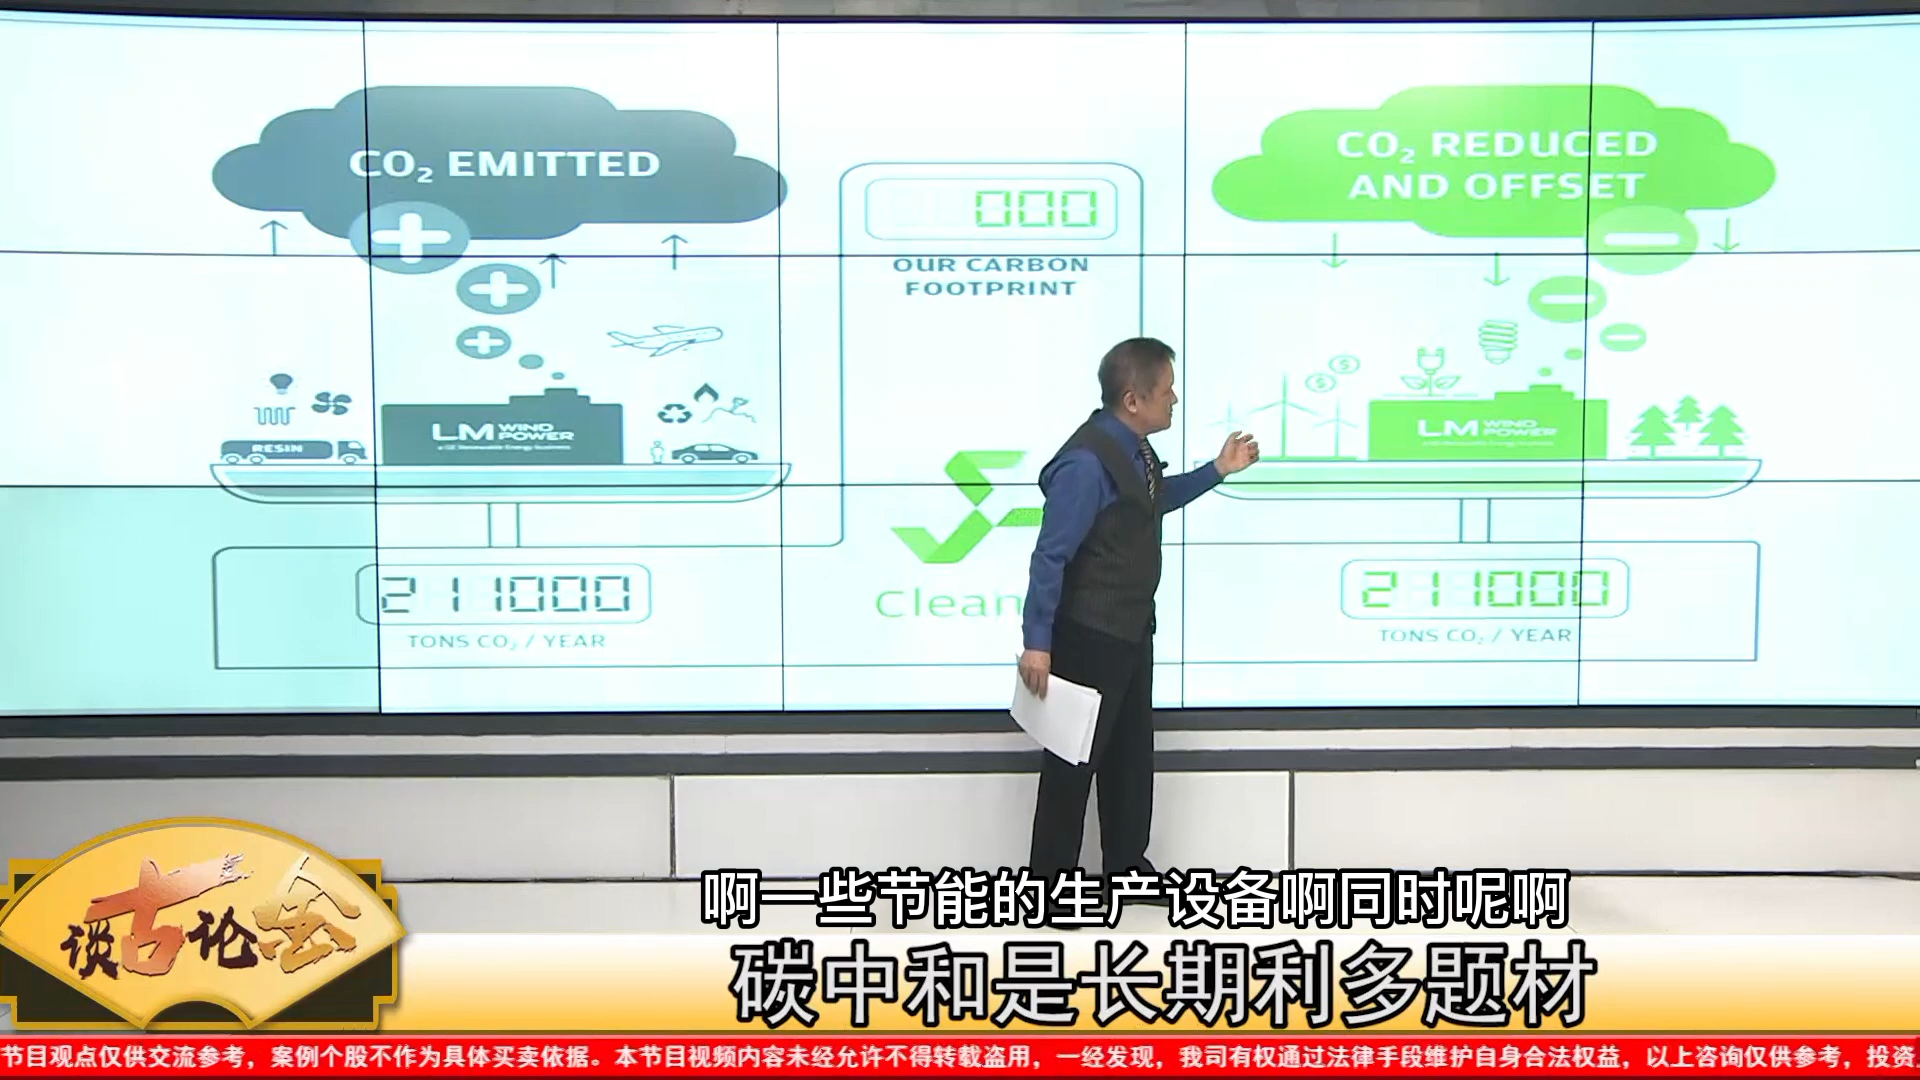 CO₂ EMITTED
CO₂ REDUCED
AND OFFSET
000
OUR CARBON
FOOTPRINT
RESIN
LM WIND POWER
a GE Renewable Energy business
LM WIND POWER
Clean
211000
TONS CO₂ / YEAR
211000
TONS CO₂ / YEAR
谈古论金
啊一些节能的生产设备啊同时呢啊
碳中和是长期利多题材
节目观点仅供交流参考，案例个股不作为具体买卖依据。本节目视频内容未经允许不得转载盗用，一经发现，我司有权通过法律手段维护自身合法权益，以上咨询仅供参考，投资